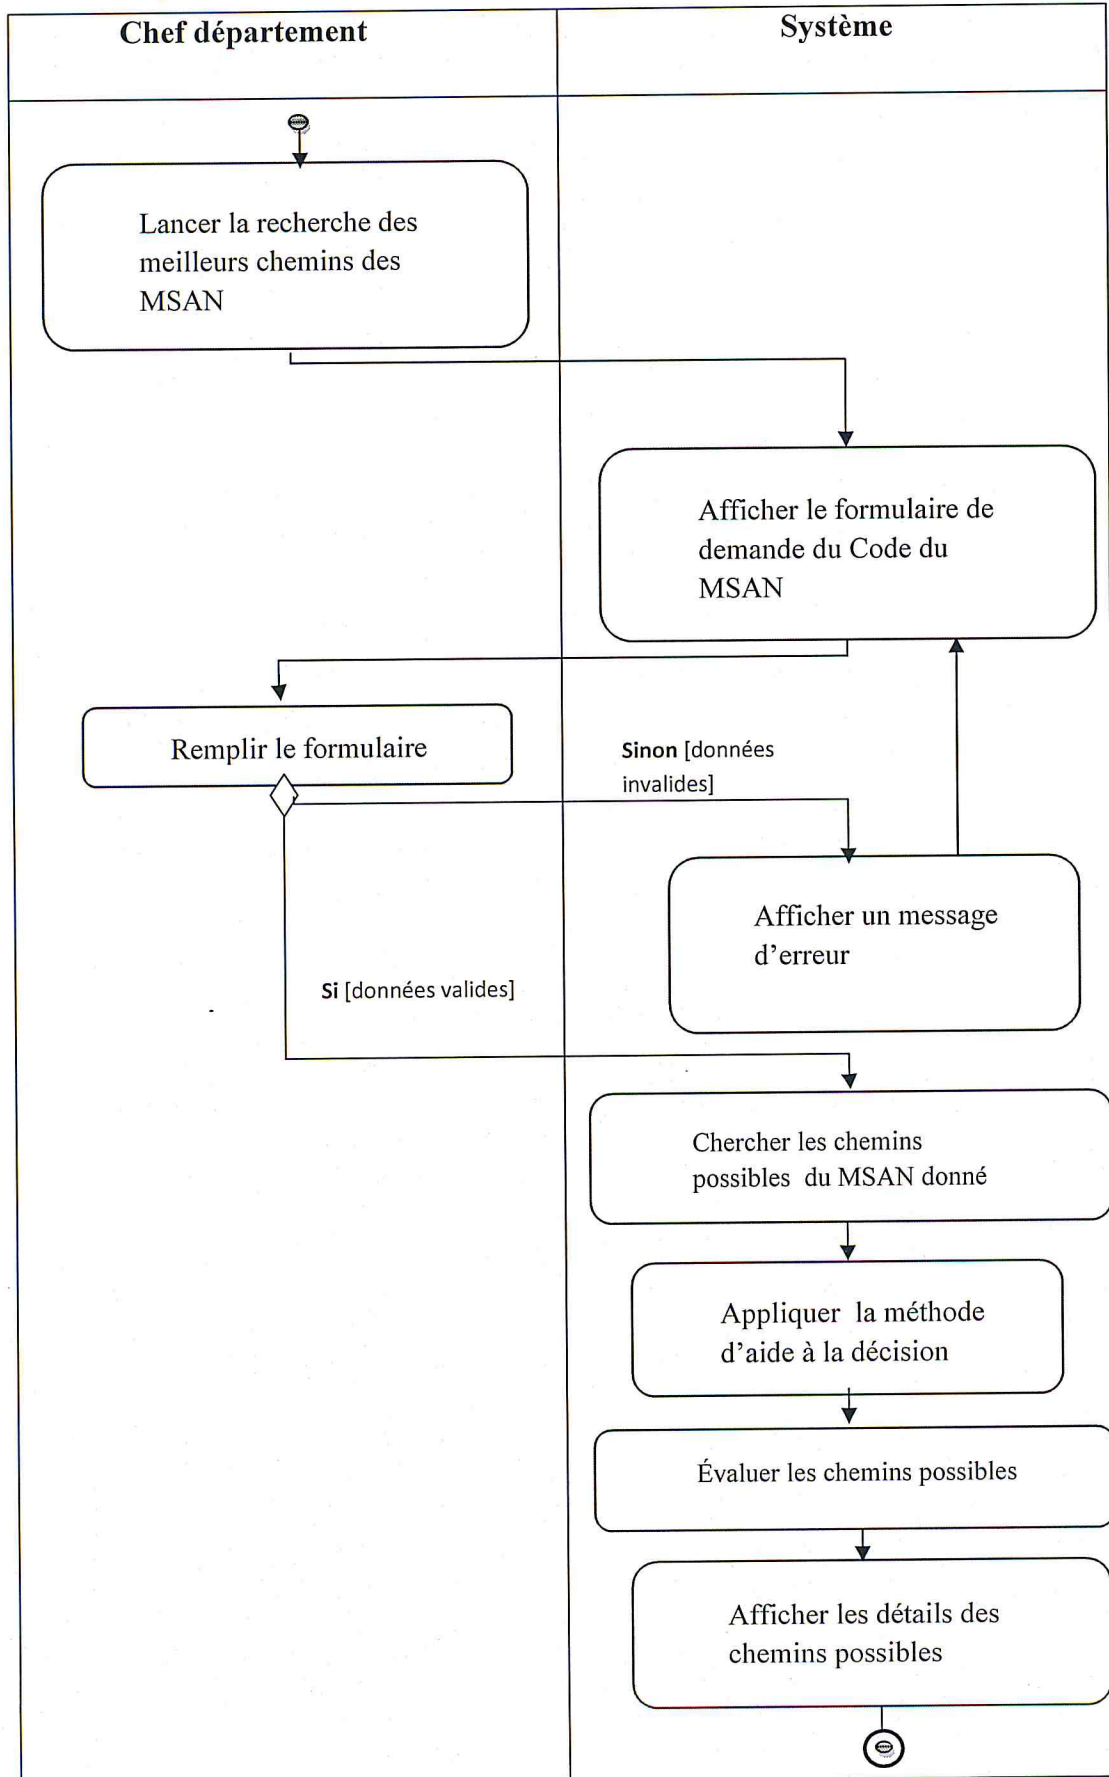 Chef département
Système
Lancer la recherche des
meilleurs chemins des
MSAN
Afficher le formulaire de
demande du Code du
MSAN
Remplir le formulaire
Sinon [données
invalides]
Afficher un message
d’erreur
Si [données valides]
Chercher les chemins
possibles du MSAN donné
Appliquer la méthode
d’aide à la décision
Évaluer les chemins possibles
Afficher les détails des
chemins possibles